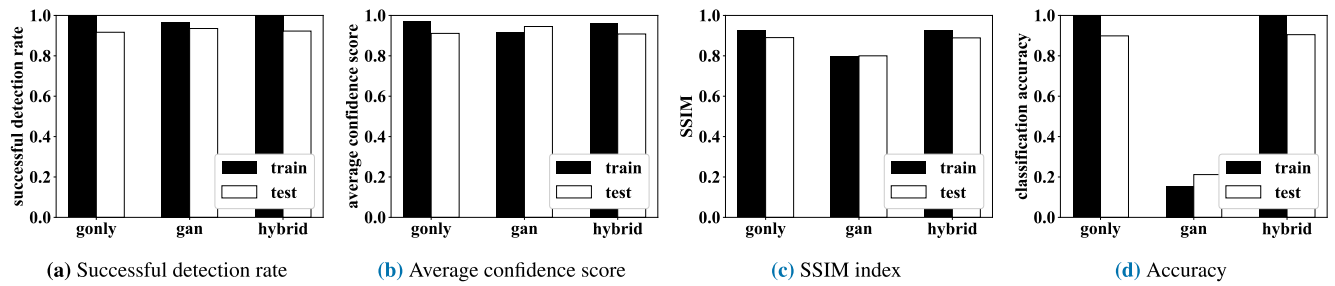 successful detection rate
1.0
0.8
0.6
0.4
0.2
0.0
train
test
gonly gan hybrid
(a) Successful detection rate
average confidence score
1.0
0.8
0.6
0.4
0.2
0.0
train
test
gonly gan hybrid
(b) Average confidence score
SSIM
1.0
0.8
0.6
0.4
0.2
0.0
train
test
gonly gan hybrid
(c) SSIM index
classification accuracy
1.0
0.8
0.6
0.4
0.2
0.0
train
test
gonly gan hybrid
(d) Accuracy